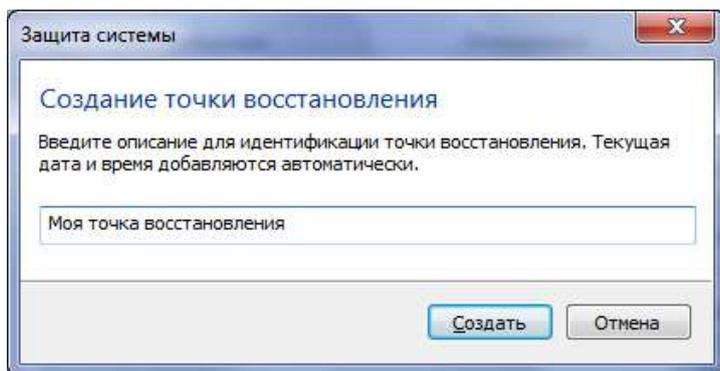 Защита системы
Создание точки восстановления
Введите описание для идентификации точки восстановления. Текущая
дата и время добавляются автоматически.
Моя точка восстановления
Создать Отмена